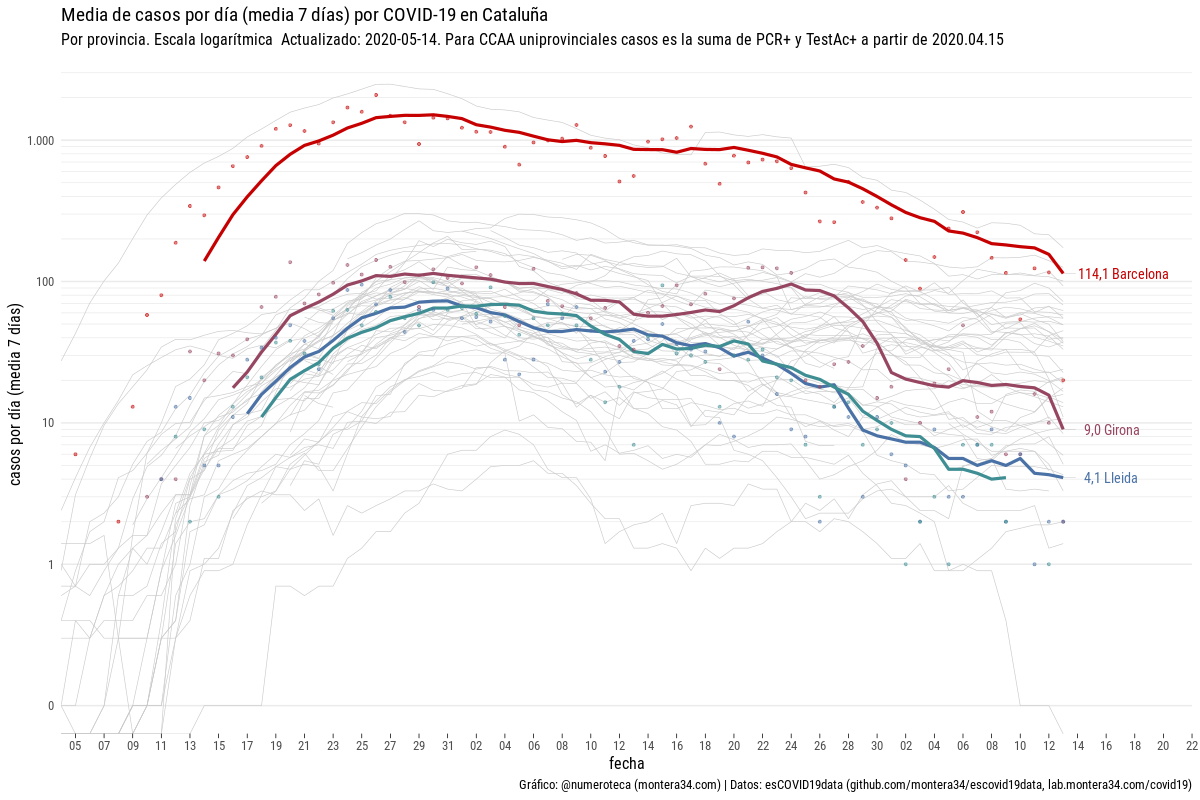 Media de casos por día (media 7 días) por COVID-19 en Cataluña
Por provincia. Escala logarítmica  Actualizado: 2020-05-14. Para CCAA uniprovinciales casos es la suma de PCR+ y TestAc+ a partir de 2020.04.15
casos por día (media 7 días)
1.000
100
10
1
0
114,1 Barcelona
9,0 Girona
4,1 Lleida
05 07 09 11 13 15 17 19 21 23 25 27 29 31 02 04 06 08 10 12 14 16 18 20 22 24 26 28 30 02 04 06 08 10 12 14 16 18 20 22
fecha
Gráfico: @numeroteca (montera34.com) | Datos: esCOVID19data (github.com/montera34/escovid19data, lab.montera34.com/covid19)